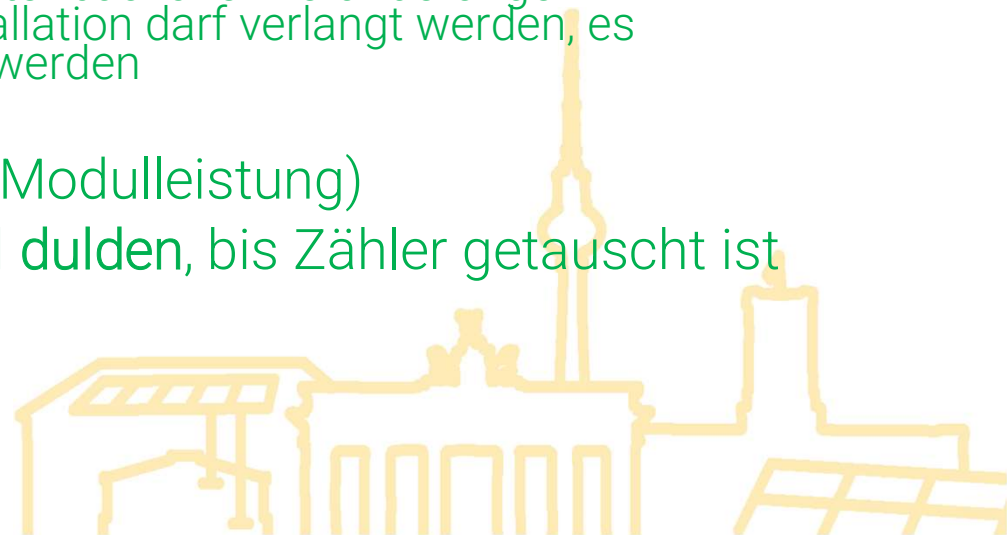 allation darf verlangt werden, es
werden
Modulleistung)
dulden, bis Zähler getauscht ist